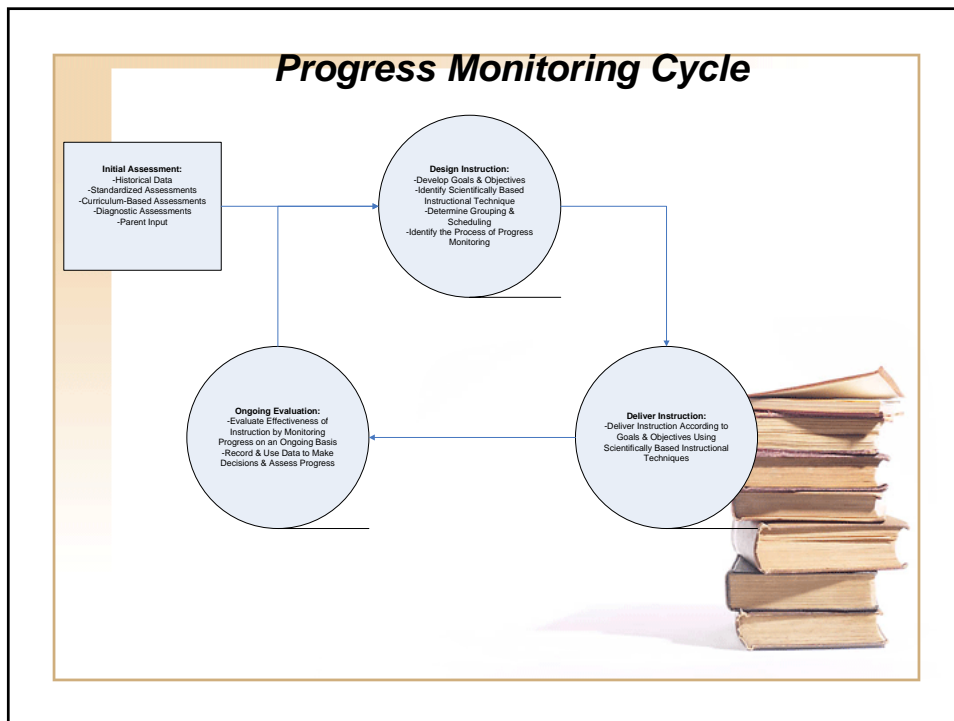 Progress Monitoring Cycle
Initial Assessment:
-Historical Data
-Standardized Assessments
-Curriculum-Based Assessments
-Diagnostic Assessments
-Parent Input
Design Instruction:
-Develop Goals & Objectives
-Identify Scientifically Based
Instructional Technique
-Determine Grouping &
Scheduling
-Identify the Process of Progress
Monitoring
Ongoing Evaluation:
-Evaluate Effectiveness of
Instruction by Monitoring
Progress on an Ongoing Basis
-Record & Use Data to Make
Decisions & Assess Progress
Deliver Instruction:
-Deliver Instruction According to
Goals & Objectives Using
Scientifically Based Instructional
Techniques